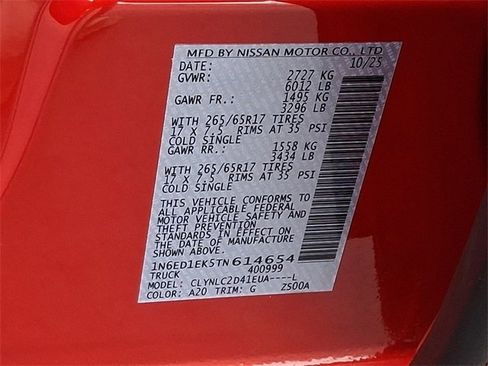 MFD BY NISSAN MOTOR CO., LTD
DATE: 10/25
GVWR: 2727 KG
6012 LB
GAWR FR.: 1495 KG
3296 LB
WITH 265/65R17 TIRES
17 X 7.5 RIMS AT 35 PSI
COLD SINGLE
GAWR RR.: 1558 KG
3434 LB
WITH 265/65R17 TIRES
17 X 7.5 RIMS AT 35 PSI
COLD SINGLE
THIS VEHICLE CONFORMS TO
ALL APPLICABLE FEDERAL
MOTOR VEHICLE SAFETY AND
THEFT PREVENTION
STANDARDS IN EFFECT ON
THE DATE OF MANUFACTURE
SHOWN ABOVE.
1N6ED1EK5TN614654
TRUCK 400999
MODEL: CLYNLC2D41EUA----L
COLOR: A20 TRIM: G ZS00A